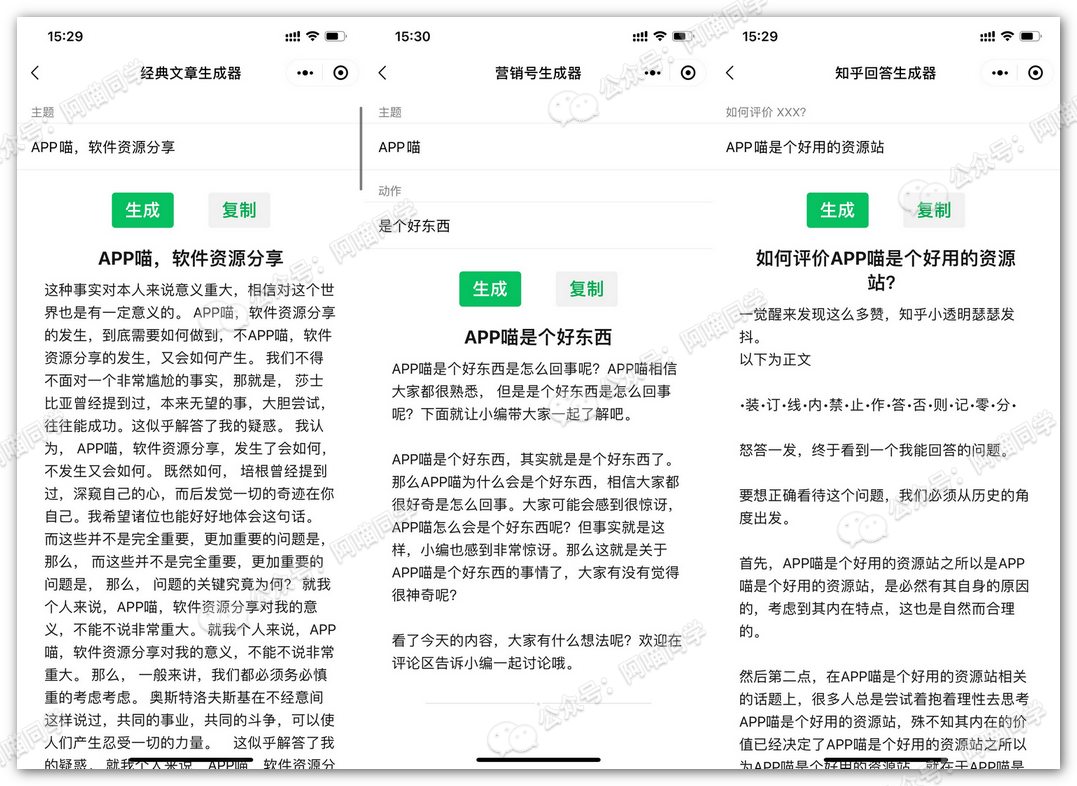 15:29
经典文章生成器
主题
APP喵，软件资源分享
生成
复制
APP喵，软件资源分享
这种事实对本人来说意义重大，相信对这个世
界也是有一定意义的。 APP喵，软件资源分享
的发生，到底需要如何做到，不APP喵，软件
资源分享的发生，又会如何产生。 我们不得
不面对一个非常尴尬的事实，那就是， 莎士
比亚曾经提到过，本来无望的事，大胆尝试，
往往能成功。这似乎解答了我的疑惑。 我认
为， APP喵，软件资源分享，发生了会如何，
不发生又会如何。 既然如何， 培根曾经提到
过，深窥自己的心，而后发觉一切的奇迹在你
自己。我希望诸位也能好好地体会这句话。
而这些并不是完全重要，更加重要的问题是，
那么， 而这些并不是完全重要，更加重要的
问题是， 那么， 问题的关键究竟为何？ 就我
个人来说，APP喵，软件资源分享对我的意
义，不能不说非常重大。 就我个人来说，APP
喵，软件资源分享对我的意义，不能不说非常
重大。 那么， 一般来讲，我们都必须务必慎
重的考虑考虑。 奥斯特洛夫斯基在不经意间
这样说过，共同的事业，共同的斗争，可以使
人们产生忍受一切的力量。 这似乎解答了我
的疑惑。 就我个人来说，APP喵，软件资源分
15:30
营销号生成器
主题
APP喵
动作
是个好东西
生成
复制
APP喵是个好东西
APP喵是个好东西是怎么回事呢？APP喵相信
大家都很熟悉， 但是是个好东西是怎么回事
呢？下面就让小编带大家一起了解吧。
APP喵是个好东西，其实就是是个好东西了。
那么APP喵为什么会是个好东西，相信大家都
很好奇是怎么回事。大家可能会感到很惊讶，
APP喵怎么会是个好东西呢？但事实就是这
样，小编也感到非常惊讶。那么这就是关于
APP喵是个好东西的事情了，大家有没有觉得
很神奇呢？
看了今天的内容，大家有什么想法呢？欢迎在
评论区告诉小编一起讨论哦。
15:29
知乎回答生成器
如何评价 XXX?
APP喵是个好用的资源站
生成
复制
如何评价APP喵是个好用的资源
站？
一觉醒来发现这么多赞，知乎小透明瑟瑟发
抖。
以下为正文
·装·订·线·内·禁·止·作·答·否·则·记·零·分·
怒答一发，终于看到一个我能回答的问题。
要想正确看待这个问题，我们必须从历史的角
度出发。
首先，APP喵是个好用的资源站之所以是APP
喵是个好用的资源站，是必然有其自身的原因
的，考虑到其内在特点，这也是自然而合理
的。
然后第二点，在APP喵是个好用的资源站相关
的话题上，很多人总是尝试着抱着理性去思考
APP喵是个好用的资源站，殊不知其内在的价
值已经决定了APP喵是个好用的资源站之所以
为APP喵是个好用的资源站，就在于APP喵是
公众号：阿喵同学